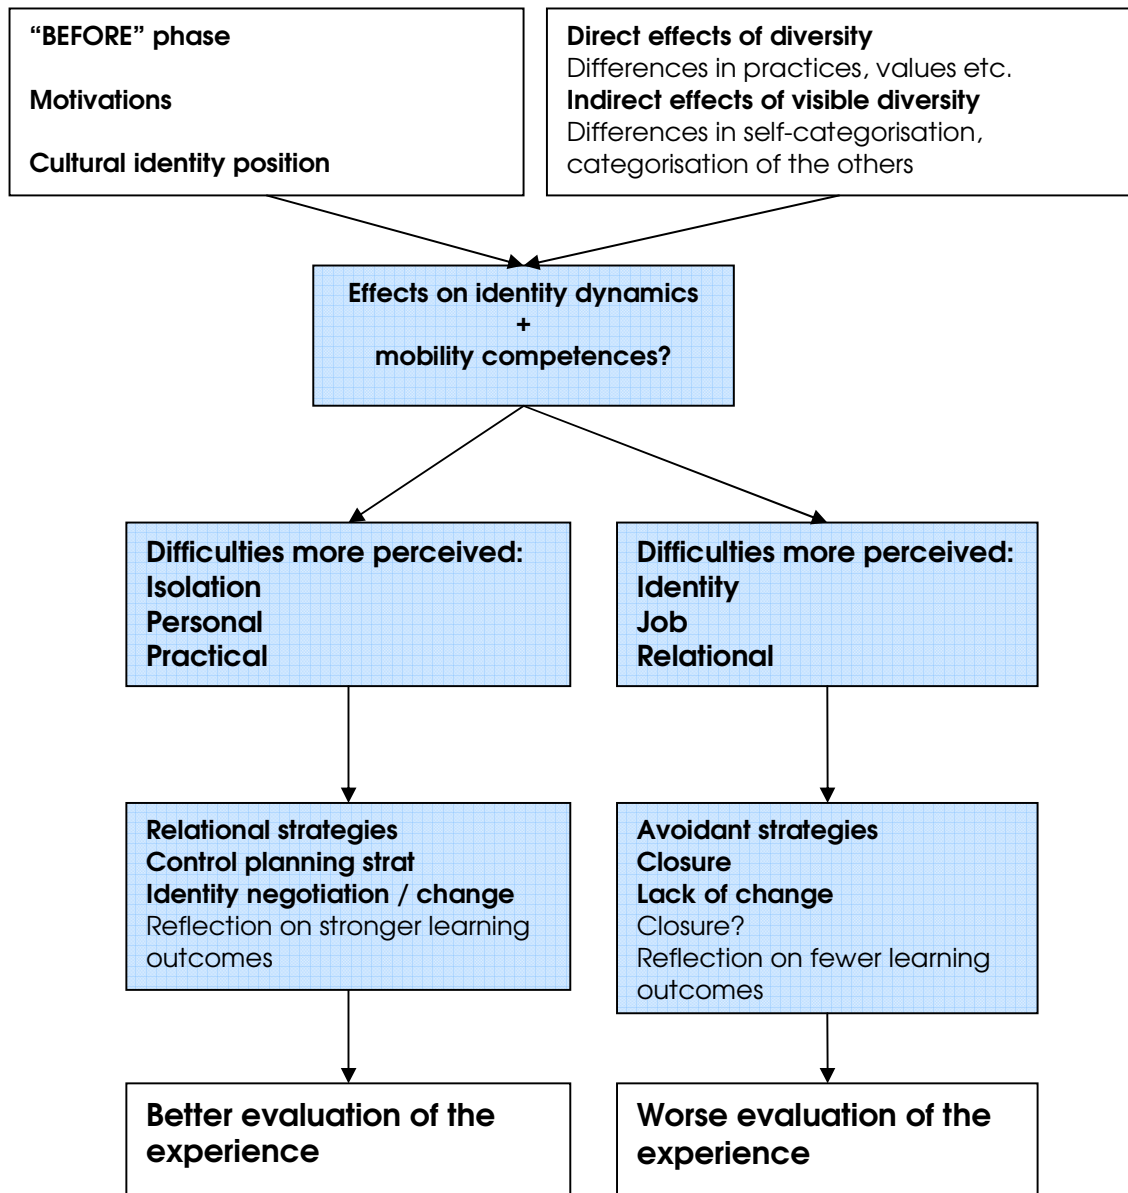 “BEFORE” phase
Motivations
Cultural identity position
Direct effects of diversity
Differences in practices, values etc.
Indirect effects of visible diversity
Differences in self-categorisation,
categorisation of the others
Effects on identity dynamics
+
mobility competences?
Difficulties more perceived:
Isolation
Personal
Practical
Difficulties more perceived:
Identity
Job
Relational
Relational strategies
Control planning strat
Identity negotiation / change
Reflection on stronger learning
outcomes
Avoidant strategies
Closure
Lack of change
Closure?
Reflection on fewer learning
outcomes
Better evaluation of the
experience
Worse evaluation of the
experience